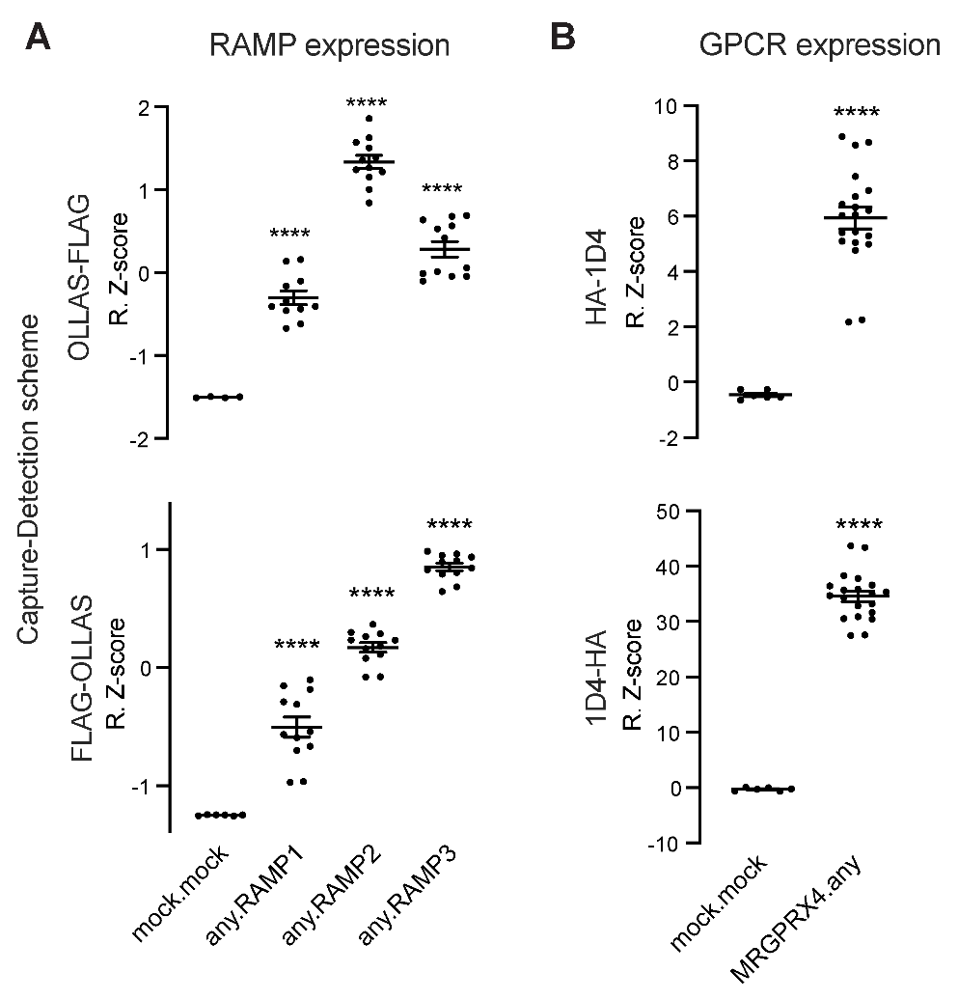 A
RAMP expression
B
GPCR expression
Capture-Detection scheme
OLLAS-FLAG
R. Z-score
2
1
0
-1
-2
****
****
****
HA-1D4
R. Z-score
10
8
6
4
2
0
-2
****
FLAG-OLLAS
R. Z-score
1
0
-1
****
****
****
1D4-HA
R. Z-score
50
40
30
20
10
0
-10
****
mock.mock
any.RAMP1
any.RAMP2
any.RAMP3
mock.mock
MRGPRX4.any